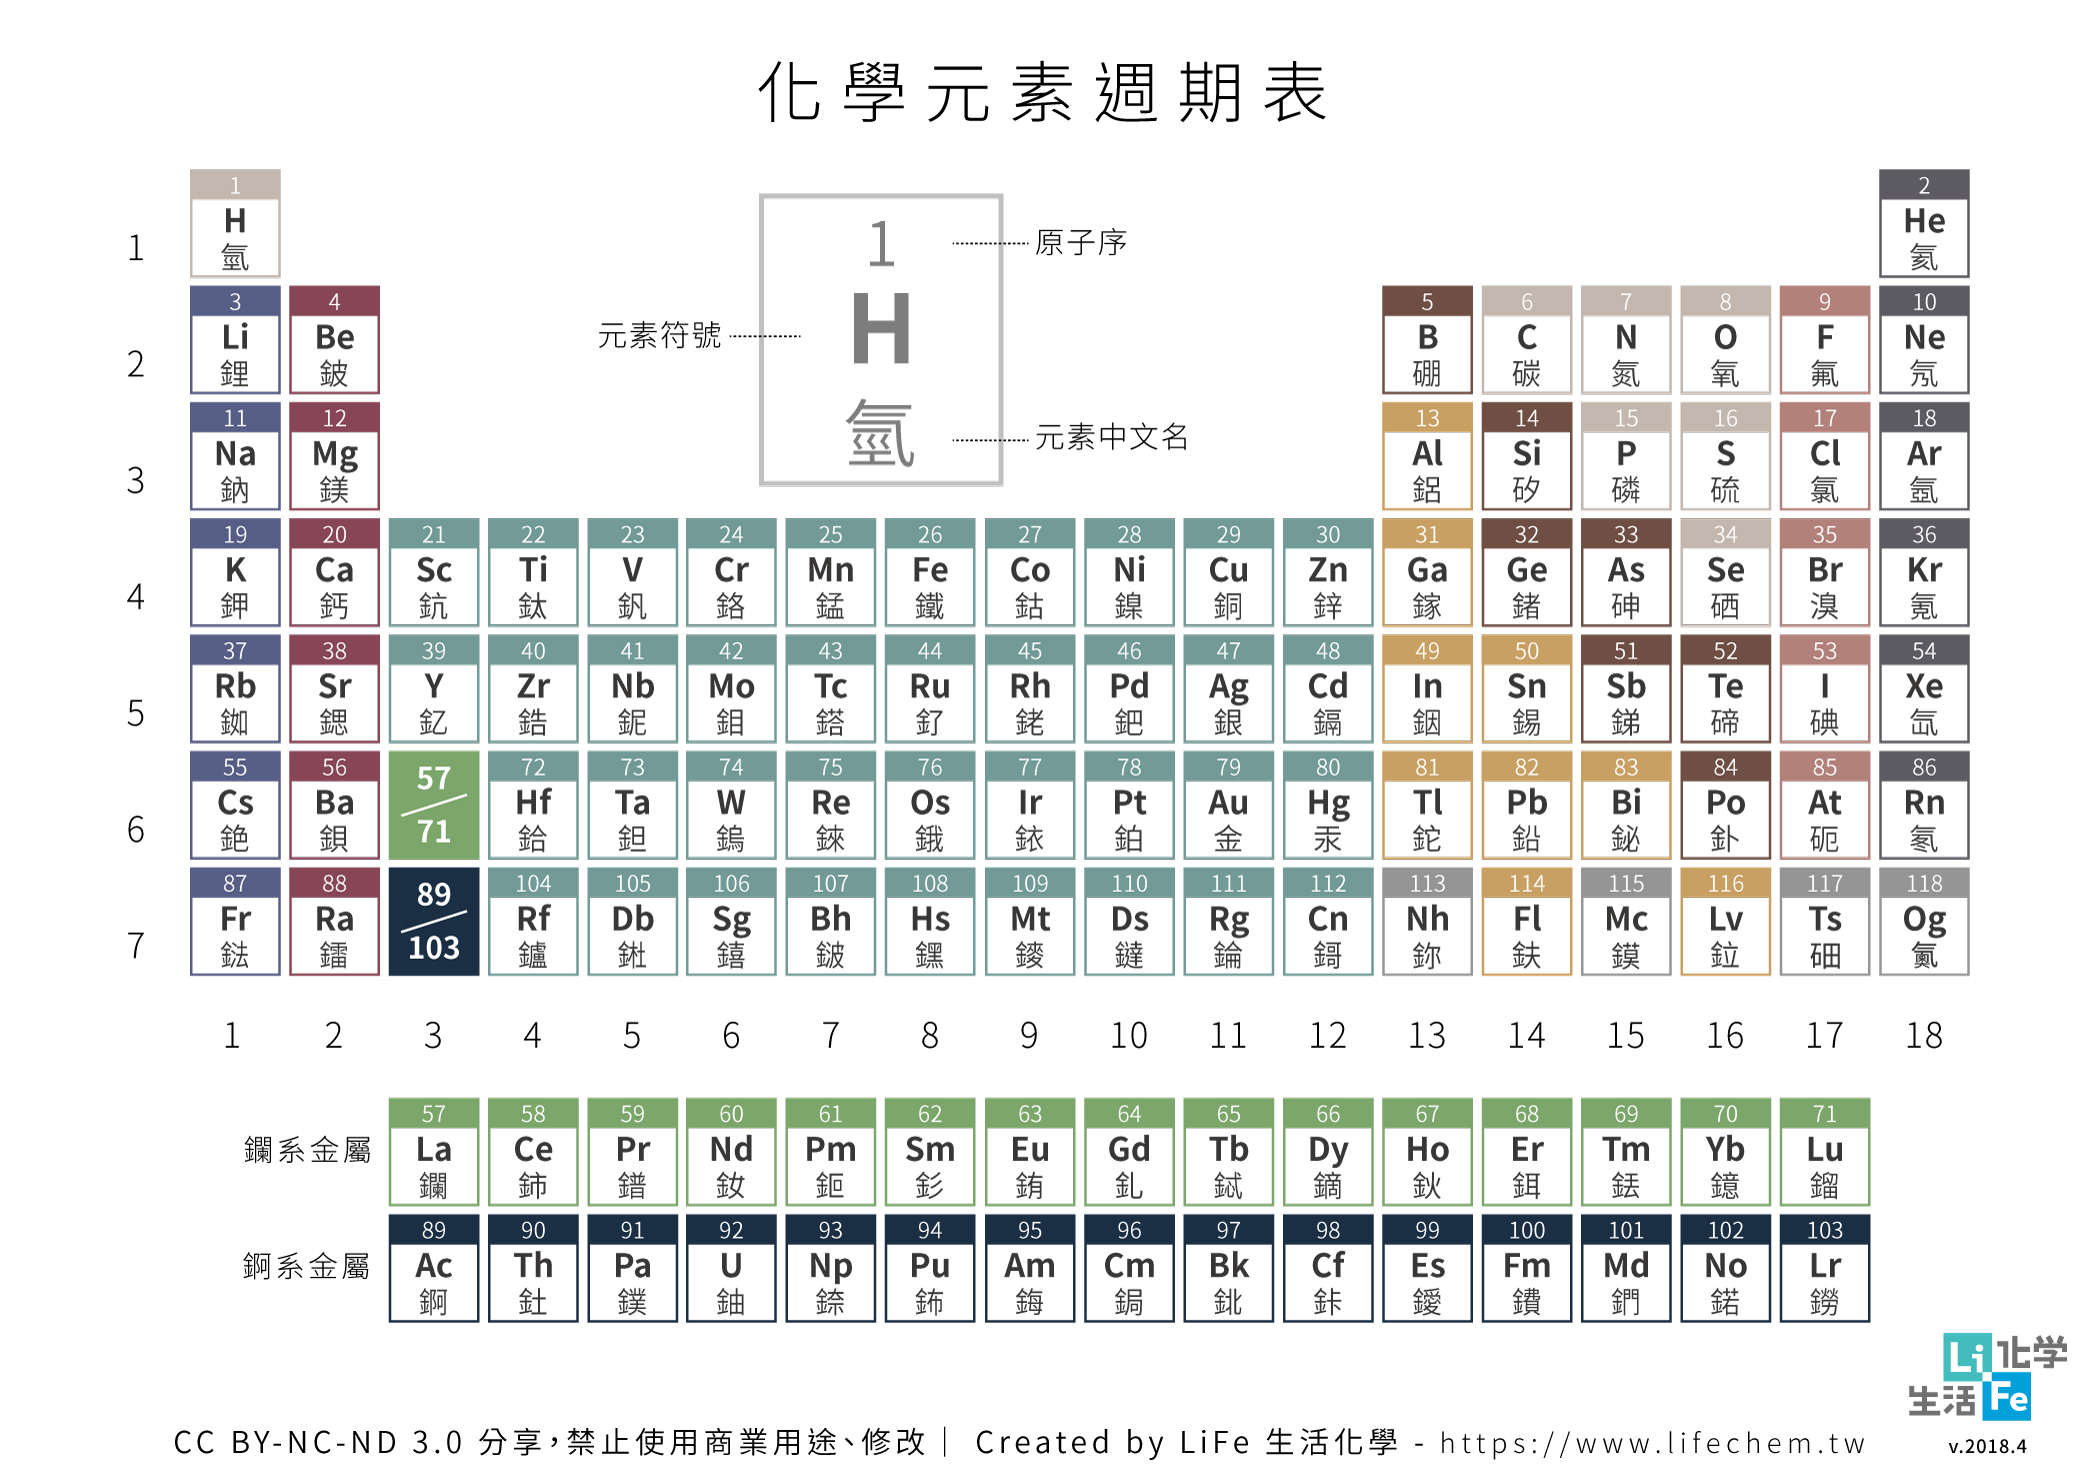 化學元素週期表
1 2
H He
氫 氦
1
1 原子序
元素符號 H
氫 元素中文名
3 4 5 6 7 8 9 10
Li Be B C N O F Ne
鋰 鈹 硼 碳 氮 氧 氟 氖
2
11 12 13 14 15 16 17 18
Na Mg Al Si P S Cl Ar
鈉 鎂 鋁 矽 磷 硫 氯 氬
3
19 20 21 22 23 24 25 26 27 28 29 30 31 32 33 34 35 36
K Ca Sc Ti V Cr Mn Fe Co Ni Cu Zn Ga Ge As Se Br Kr
鉀 鈣 鈧 鈦 釩 鉻 錳 鐵 鈷 鎳 銅 鋅 鎵 鍺 砷 硒 溴 氪
4
37 38 39 40 41 42 43 44 45 46 47 48 49 50 51 52 53 54
Rb Sr Y Zr Nb Mo Tc Ru Rh Pd Ag Cd In Sn Sb Te I Xe
銣 鍶 釔 鋯 鈮 鉬 鎝 釕 銠 鈀 銀 鎘 銦 錫 銻 碲 碘 氙
5
55 56 57/71 72 73 74 75 76 77 78 79 80 81 82 83 84 85 86
Cs Ba Hf Ta W Re Os Ir Pt Au Hg Tl Pb Bi Po At Rn
銫 鋇 鉿 鉭 鎢 錸 鋨 銥 鉑 金 汞 鉈 鉛 鉍 釙 砈 氡
6
87 88 89/103 104 105 106 107 108 109 110 111 112 113 114 115 116 117 118
Fr Ra Rf Db Sg Bh Hs Mt Ds Rg Cn Nh Fl Mc Lv Ts Og
鍅 鐳 鑪 𨧀 𨭎 𨨏 𨭆 䥑 鐽 錀 鎶 鉨 鈇 鏌 鉝 鿬 鿫
7
1 2 3 4 5 6 7 8 9 10 11 12 13 14 15 16 17 18
57 58 59 60 61 62 63 64 65 66 67 68 69 70 71
鑭系金屬 La Ce Pr Nd Pm Sm Eu Gd Tb Dy Ho Er Tm Yb Lu
鑭 鈰 鐠 釹 鉕 釤 銪 釓 鋱 鏑 鈥 鉺 銩 鐿 鎦
89 90 91 92 93 94 95 96 97 98 99 100 101 102 103
錒系金屬 Ac Th Pa U Np Pu Am Cm Bk Cf Es Fm Md No Lr
錒 釷 鏷 鈾 錼 鈽 鋂 鋦 鉳 鉲 鑀 鐨 鍆 鍩 鐒
Li 化学
生活 Fe
CC BY-NC-ND 3.0 分享，禁止使用商業用途、修改｜ Created by LiFe 生活化學 - https://www.lifechem.tw
v.2018.4